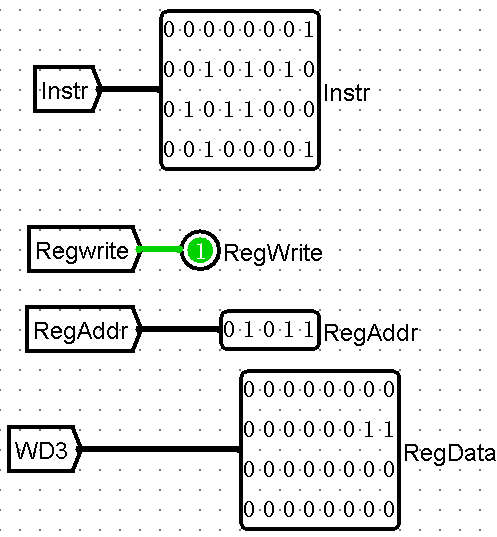 0 0 0 0 0 0 0 1
0 0 1 0 1 0 1 0
Instr
Instr
0 1 0 1 1 0 0 0
0 0 1 0 0 0 0 1
Regwrite
1
RegWrite
RegAddr
0 1 0 1 1
RegAddr
0 0 0 0 0 0 0 0
0 0 0 0 0 0 1 1
WD3
RegData
0 0 0 0 0 0 0 0
0 0 0 0 0 0 0 0